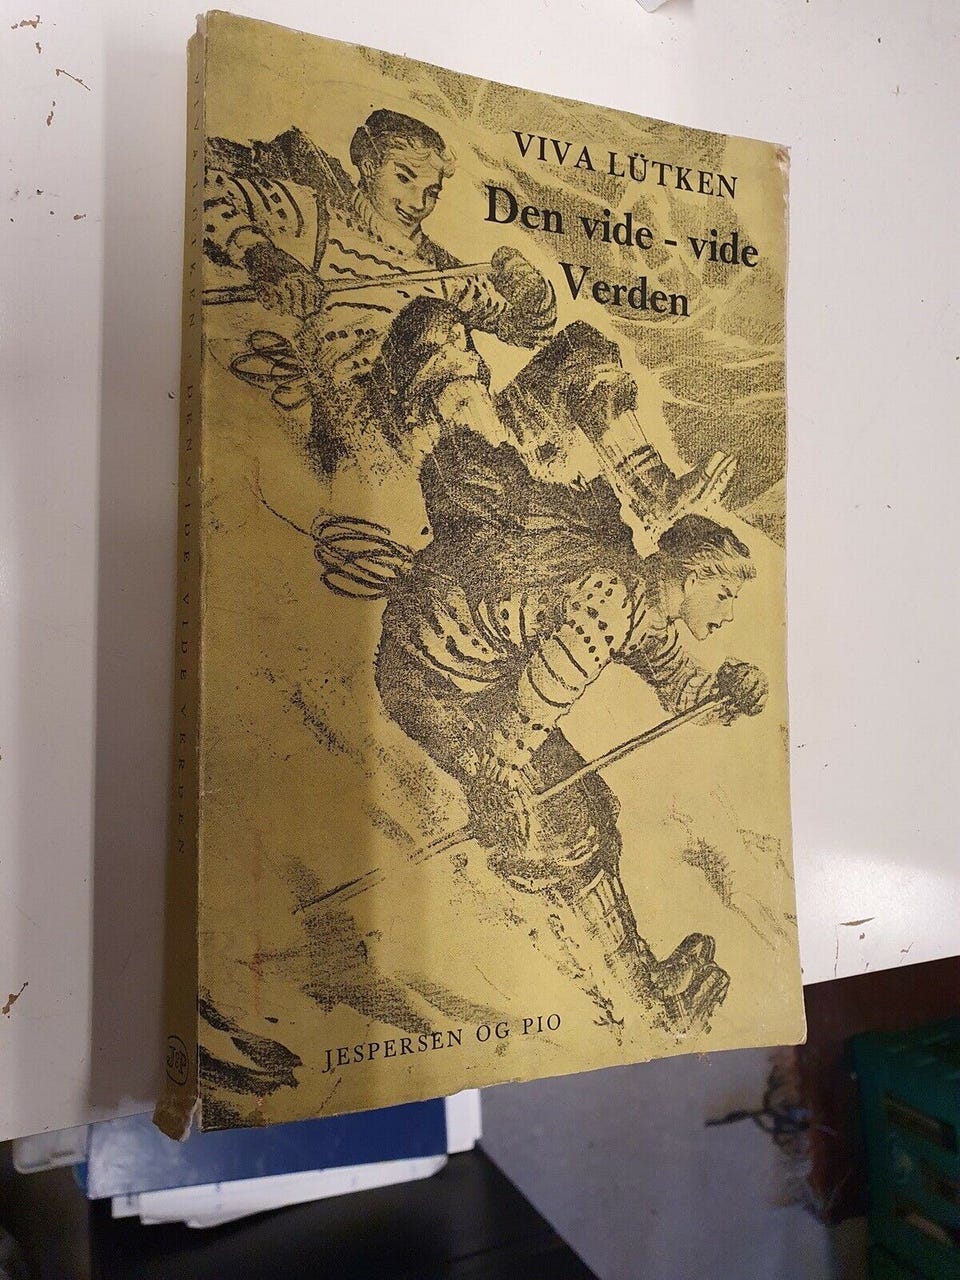 VIVA LÜTKEN
Den vide - vide
Verden
JESPERSEN OG PIO
VIVA LÜTKEN · DEN VIDE-VIDE VERDEN
J&P